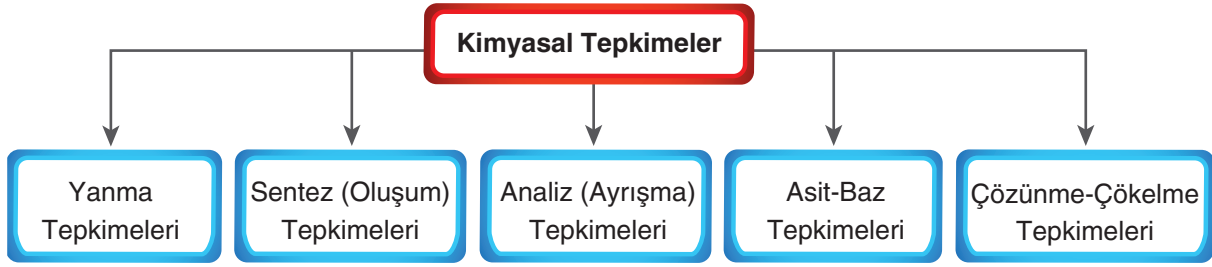 Kimyasal Tepkimeler
Yanma
Tepkimeleri
Sentez (Oluşum)
Tepkimeleri
Analiz (Ayrışma)
Tepkimeleri
Asit-Baz
Tepkimeleri
Çözünme-Çökelme
Tepkimeleri